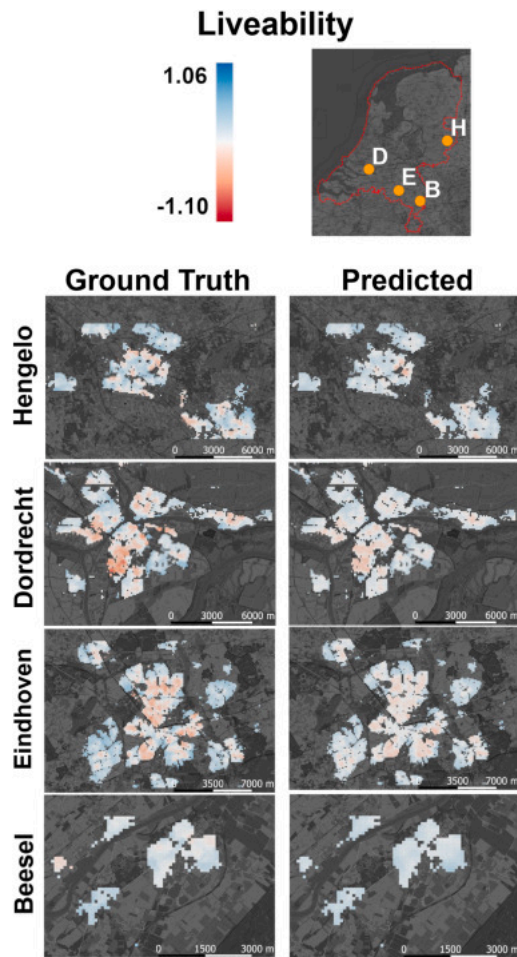 Liveability
1.06
-1.10
H
D
E
B
Ground Truth Predicted
Hengelo
0 3000 6000 m 0 3000 6000 m
Dordrecht
0 3000 6000 m 0 3000 6000 m
Eindhoven
3500 7000 m 0 3500 7000 m
Beesel
0 1500 3000 m 0 1500 3000 m